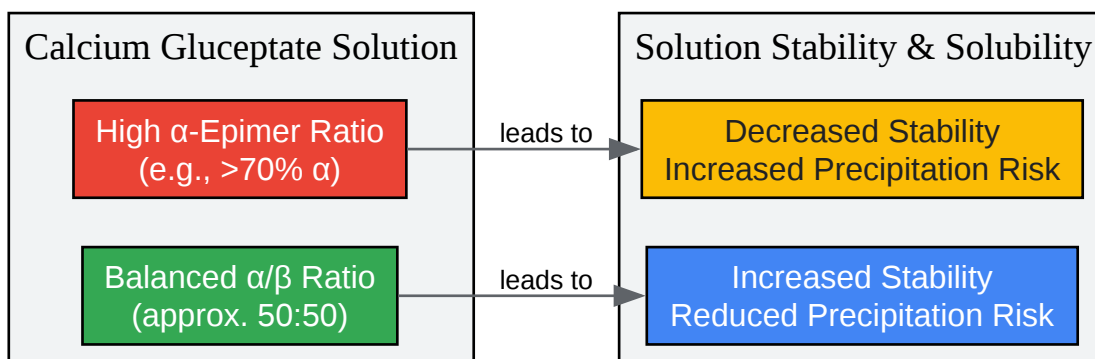 Calcium Gluceptate Solution
Solution Stability & Solubility
High α-Epimer Ratio
(e.g., >70% α)
leads to
Decreased Stability
Increased Precipitation Risk
Balanced α/β Ratio
(approx. 50:50)
leads to
Increased Stability
Reduced Precipitation Risk